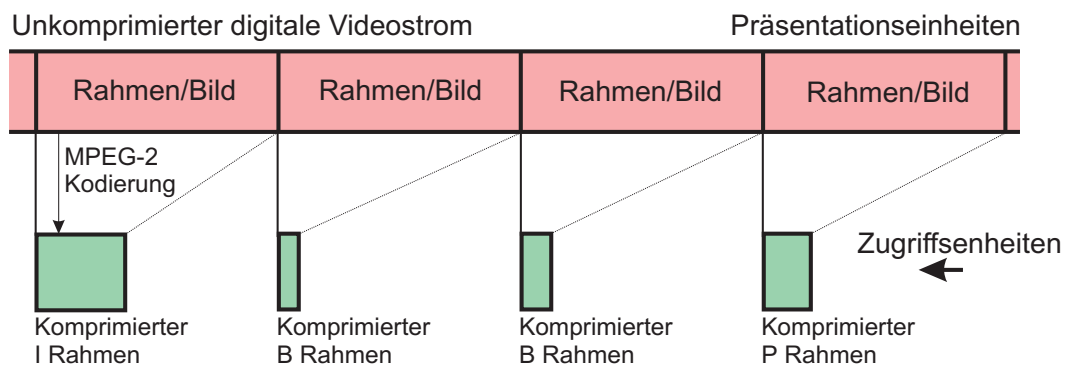 Unkomprimierter digitale Videostrom
Präsentationseinheiten
Rahmen/Bild
Rahmen/Bild
Rahmen/Bild
Rahmen/Bild
MPEG-2
Kodierung
Zugriffsenheiten
Komprimierter
I Rahmen
Komprimierter
B Rahmen
Komprimierter
B Rahmen
Komprimierter
P Rahmen